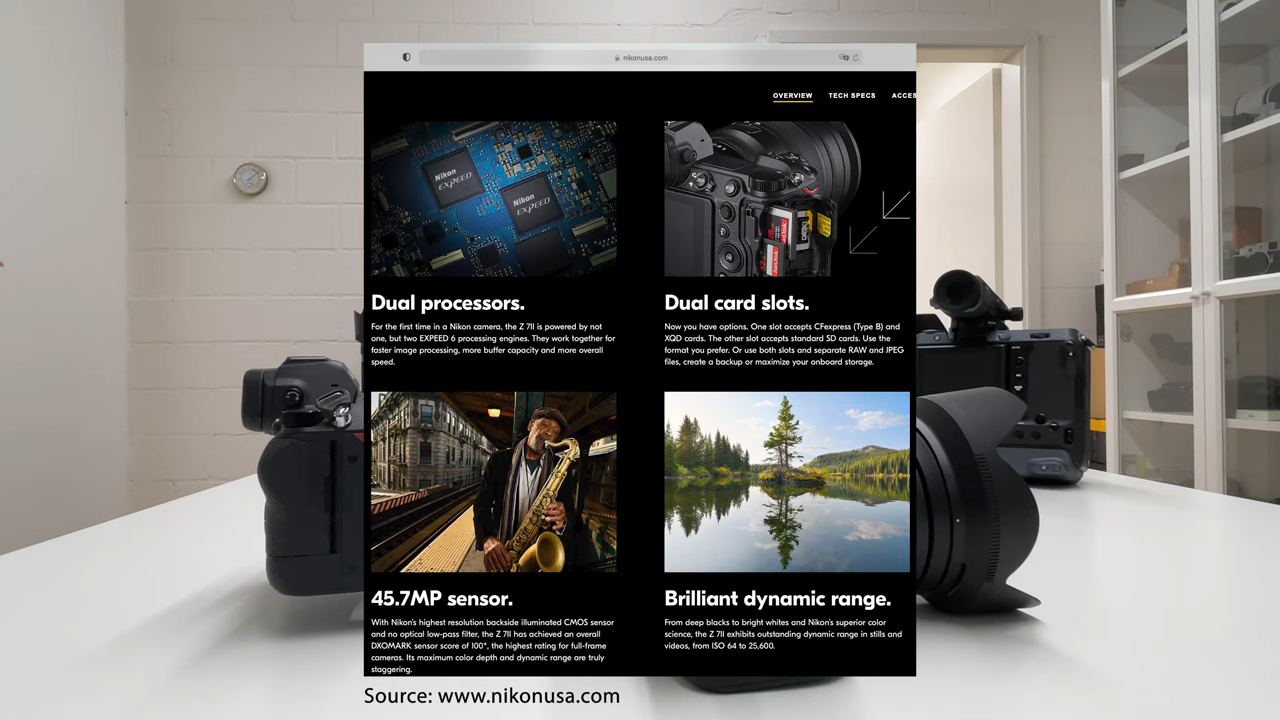 nikonusa.com
OVERVIEW TECH SPECS ACCES
Nikon
EXPEED
Nikon
EXPEED
Dual processors.
For the first time in a Nikon camera, the Z 7II is powered by not
one, but two EXPEED 6 processing engines. They work together for
faster image processing, more buffer capacity and more overall
speed.
Dual card slots.
Now you have options. One slot accepts CFexpress (Type B) and
XQD cards. The other slot accepts standard SD cards. Use the
format you prefer. Or use both slots and separate RAW and JPEG
files, create a backup or maximize your onboard storage.
45.7MP sensor.
With Nikon's highest resolution backside illuminated CMOS sensor
and no optical low-pass filter, the Z 7II has achieved an overall
DXOMARK sensor score of 100*, the highest rating for full-frame
cameras. Its maximum color depth and dynamic range are truly
staggering.
Brilliant dynamic range.
From deep blacks to bright whites and Nikon's superior color
science, the Z 7II exhibits outstanding dynamic range in stills and
videos, from ISO 64 to 25,600.
Source: www.nikonusa.com